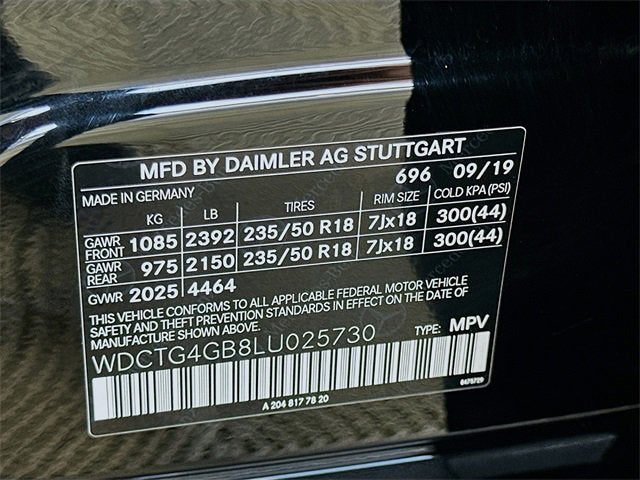 MFD BY DAIMLER AG STUTTGART
696 09/19
MADE IN GERMANY
KG LB TIRES RIM SIZE COLD KPA(PSI)
GAWR FRONT 1085 2392 235/50 R18 7Jx18 300(44)
GAWR REAR 975 2150 235/50 R18 7Jx18 300(44)
GVWR 2025 4464
THIS VEHICLE CONFORMS TO ALL APPLICABLE FEDERAL MOTOR VEHICLE
SAFETY, BUMPER, AND THEFT PREVENTION STANDARDS IN EFFECT ON THE DATE OF
MANUFACTURE SHOWN ABOVE.
WDCTG4GB8LU025730 TYPE: MPV
A 204 817 78 20